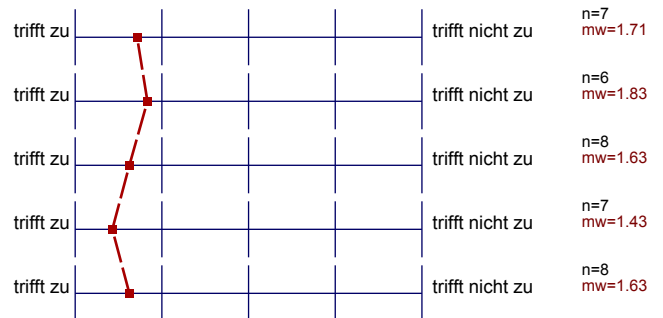 trifft zu trifft nicht zu n=7
mw=1.71
trifft zu trifft nicht zu n=6
mw=1.83
trifft zu trifft nicht zu n=8
mw=1.63
trifft zu trifft nicht zu n=7
mw=1.43
trifft zu trifft nicht zu n=8
mw=1.63